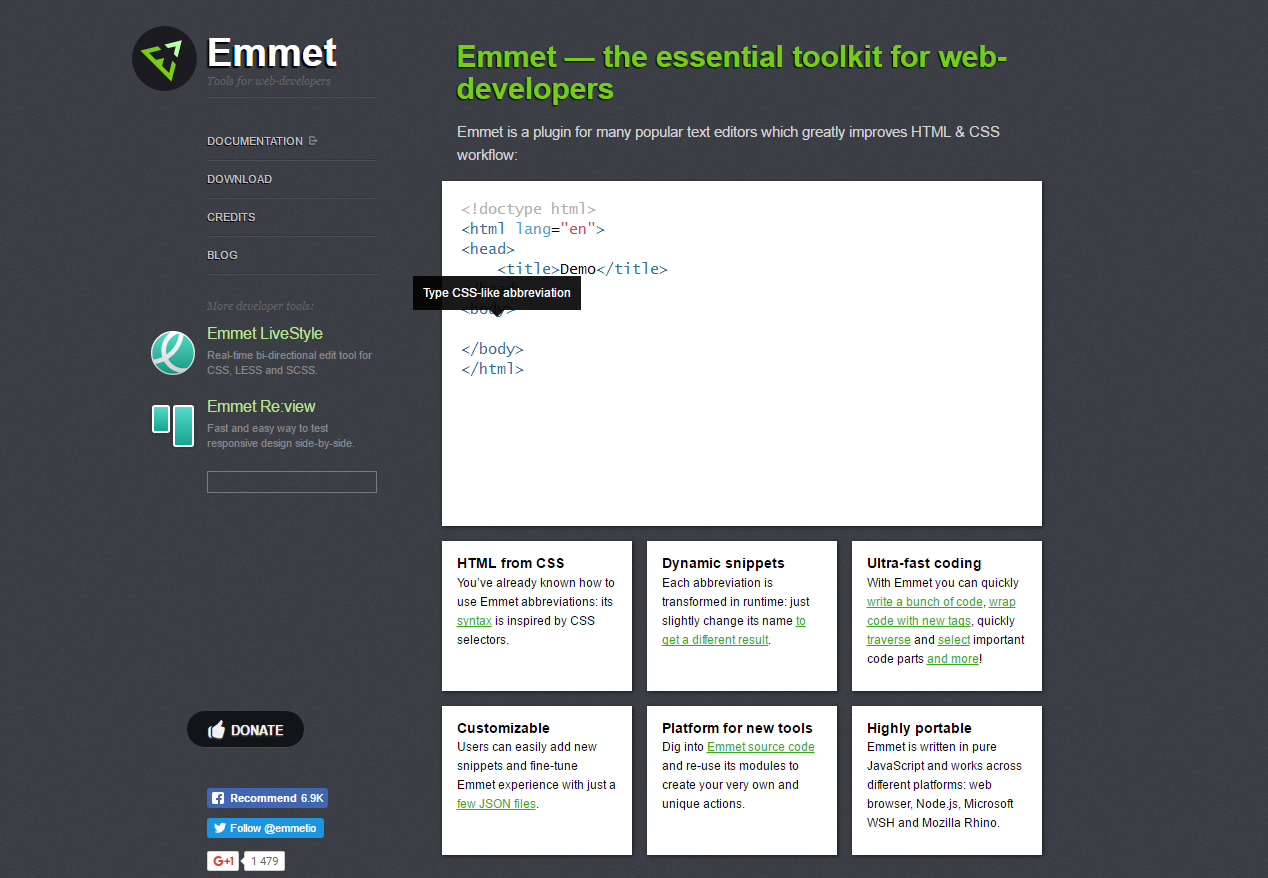 Emmet
Tools for web-developers
DOCUMENTATION
DOWNLOAD
CREDITS
BLOG
More developer tools:
Emmet LiveStyle
Real-time bi-directional edit tool for
CSS, LESS and SCSS.
Emmet Re:view
Fast and easy way to test
responsive design side-by-side.
DONATE
Recommend 6.9K
Follow @emmetio
G+1 1 479
Emmet — the essential toolkit for web-
developers
Emmet is a plugin for many popular text editors which greatly improves HTML & CSS
workflow:
<!doctype html>
<html lang="en">
<head>
<title>Demo</title>
Type CSS-like abbreviation
<body>
</body>
</html>
HTML from CSS
You've already known how to
use Emmet abbreviations: its
syntax is inspired by CSS
selectors.
Dynamic snippets
Each abbreviation is
transformed in runtime: just
slightly change its name to
get a different result.
Ultra-fast coding
With Emmet you can quickly
write a bunch of code, wrap
code with new tags, quickly
traverse and select important
code parts and more!
Customizable
Users can easily add new
snippets and fine-tune
Emmet experience with just a
few JSON files.
Platform for new tools
Dig into Emmet source code
and re-use its modules to
create your very own and
unique actions.
Highly portable
Emmet is written in pure
JavaScript and works across
different platforms: web
browser, Node.js, Microsoft
WSH and Mozilla Rhino.